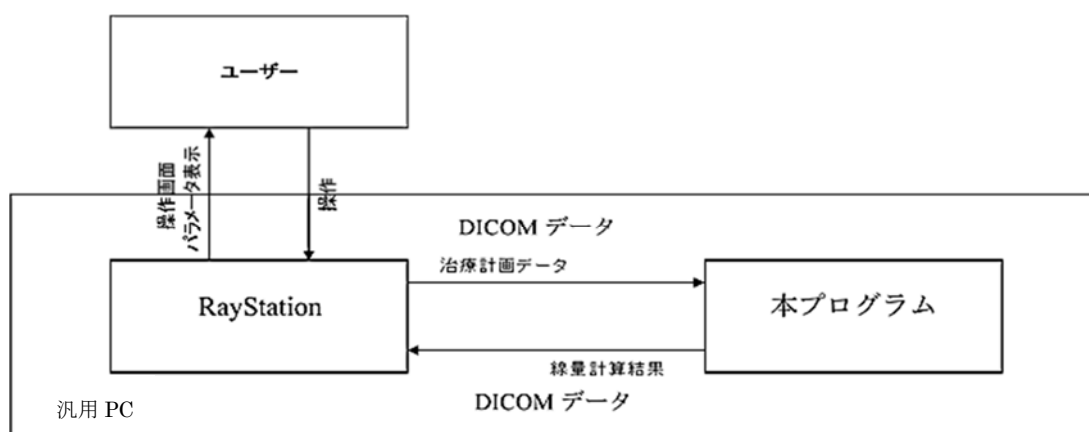 ユーザー
操作画面
パラメータ表示
操作
DICOM データ
治療計画データ
RayStation
本プログラム
線量計算結果
DICOM データ
汎用 PC